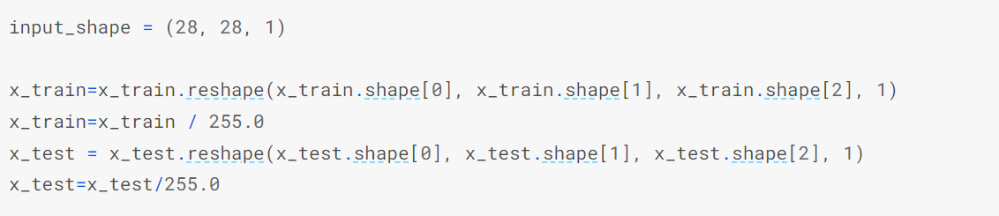 input_shape = (28, 28, 1)
x_train=x_train.reshape(x_train.shape[0], x_train.shape[1], x_train.shape[2], 1)
x_train=x_train / 255.0
x_test = x_test.reshape(x_test.shape[0], x_test.shape[1], x_test.shape[2], 1)
x_test=x_test/255.0